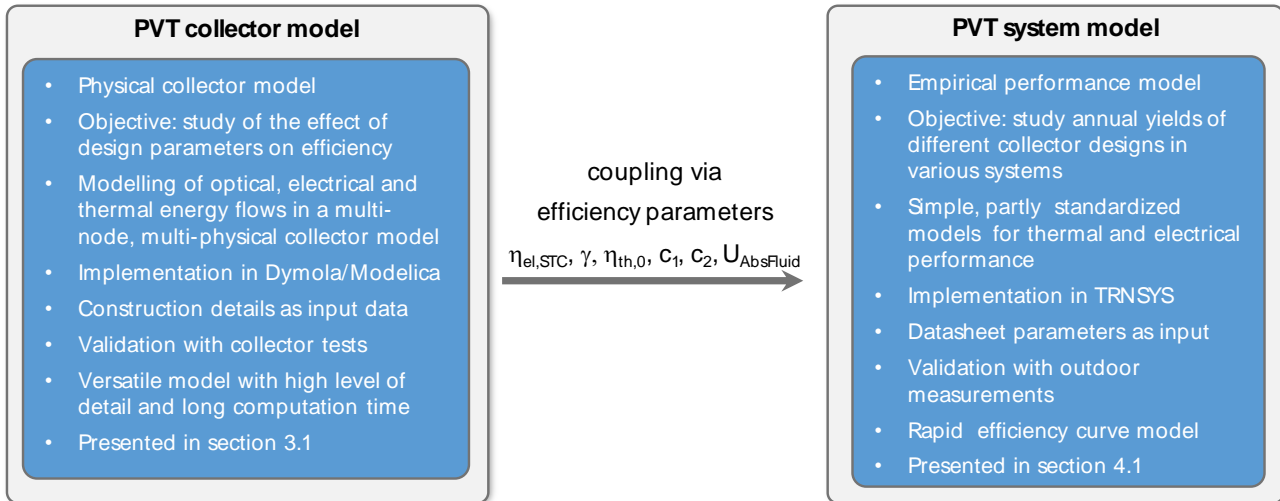 PVT collector model
• Physical collector model
• Objective: study of the effect of
design parameters on efficiency
• Modelling of optical, electrical and
thermal energy flows in a multi-
node, multi-physical collector model
• Implementation in Dymola/Modelica
• Construction details as input data
• Validation with collector tests
• Versatile model with high level of
detail and long computation time
• Presented in section 3.1
coupling via
efficiency parameters
ηel,STC, γ, ηth,0, c1, c2, UAbsFluid
PVT system model
• Empirical performance model
• Objective: study annual yields of
different collector designs in
various systems
• Simple, partly standardized
models for thermal and electrical
performance
• Implementation in TRNSYS
• Datasheet parameters as input
• Validation with outdoor
measurements
• Rapid efficiency curve model
• Presented in section 4.1